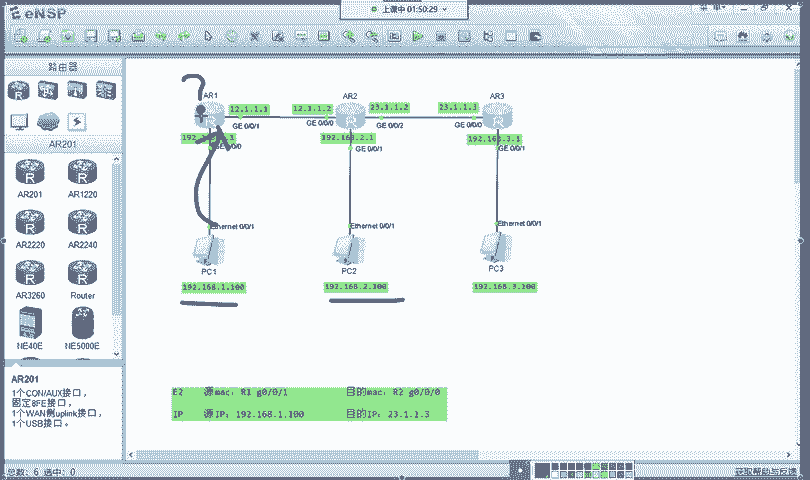 eNSP
上课中 01:50:29
菜 单
路由器
AR201
AR201
AR1220
AR2220
AR2240
AR3260
Router
NE40E
NE5000E
AR201
1个CON/AUX接口，
固定8FE接口，
1个WAN侧uplink接口，
1个USB接口。
?
AR1
AR2
AR3
12.1.1.1
12.1.1.2
23.1.1.2
23.1.1.3
GE 0/0/1
GE 0/0/0
GE 0/0/2
GE 0/0/0
192.168.2.1
192.168.3.1
GE 0/0/1
GE 0/0/1
Ethernet 0/0/1
Ethernet 0/0/1
Ethernet 0/0/1
PC1
PC2
PC3
192.168.1.100
192.168.2.100
192.168.3.100
E2 源mac：R1 g0/0/1 目的mac：R2 g0/0/0
IP 源IP：192.168.1.100 目的IP：23.1.1.3
总数：6 选中：0
获取帮助与反馈